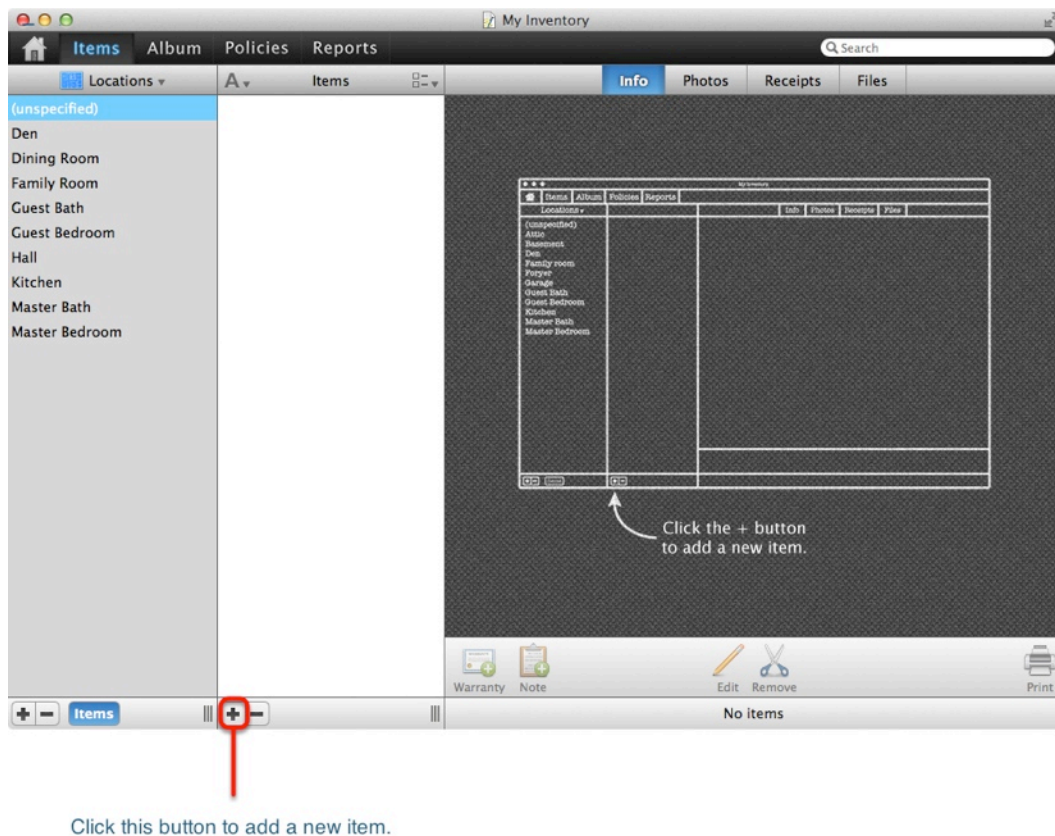 My Inventory
Items Album Policies Reports
Search
Locations A Items Info Photos Receipts Files
(unspecified)
Den
Dining Room
Family Room
Guest Bath
Guest Bedroom
Hall
Kitchen
Master Bath
Master Bedroom
My Inventory
Items Album Policies Reports
Locations Info Photos Receipts Files
(unspecified)
Attic
Basement
Den
Family room
Foryer
Garage
Guest Bath
Guest Bedroom
Kitchen
Master Bath
Master Bedroom
Click the + button
to add a new item.
Warranty Note Edit Remove Print
+ - Items + - No items
Click this button to add a new item.